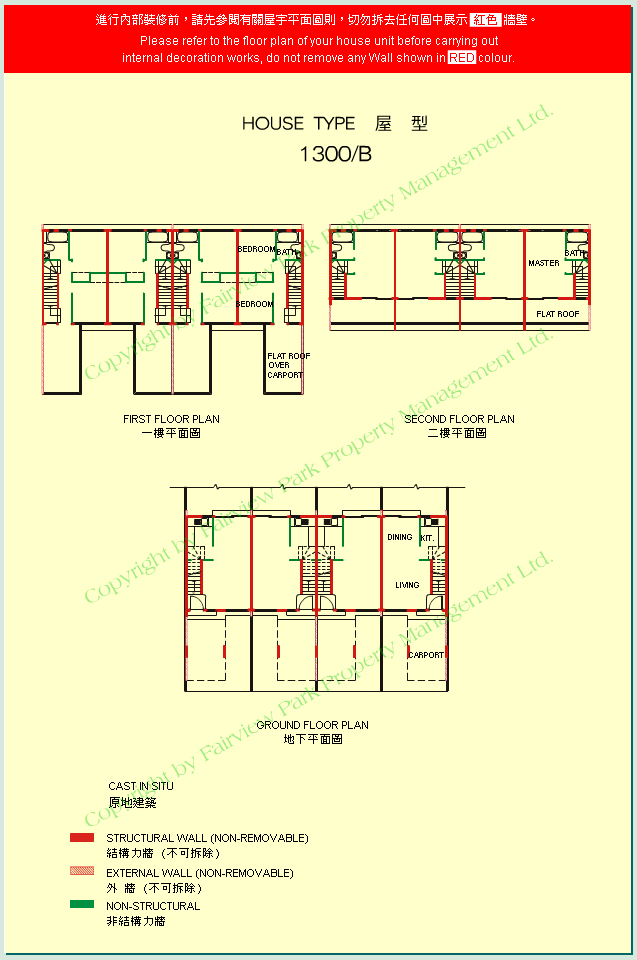 進行內部裝修前，請先參閱有關屋宇平面圖則，切勿拆去任何圖中展示 紅色 牆壁。
Please refer to the floor plan of your house unit before carrying out
internal decoration works, do not remove any Wall shown in RED colour.
HOUSE TYPE 屋 型
1300/B
BEDROOM
BATH
BEDROOM
FLAT ROOF
OVER
CARPORT
MASTER
BATH
FLAT ROOF
FIRST FLOOR PLAN
一樓平面圖
SECOND FLOOR PLAN
二樓平面圖
DINING
KIT.
LIVING
CARPORT
GROUND FLOOR PLAN
地下平面圖
CAST IN SITU
原地建築
STRUCTURAL WALL (NON-REMOVABLE)
結構力牆 (不可拆除)
EXTERNAL WALL (NON-REMOVABLE)
外 牆 (不可拆除)
NON-STRUCTURAL
非結構力牆
Copyright by Fairview Park Property Management Ltd.
Copyright by Fairview Park Property Management Ltd.
Copyright by Fairview Park Property Management Ltd.